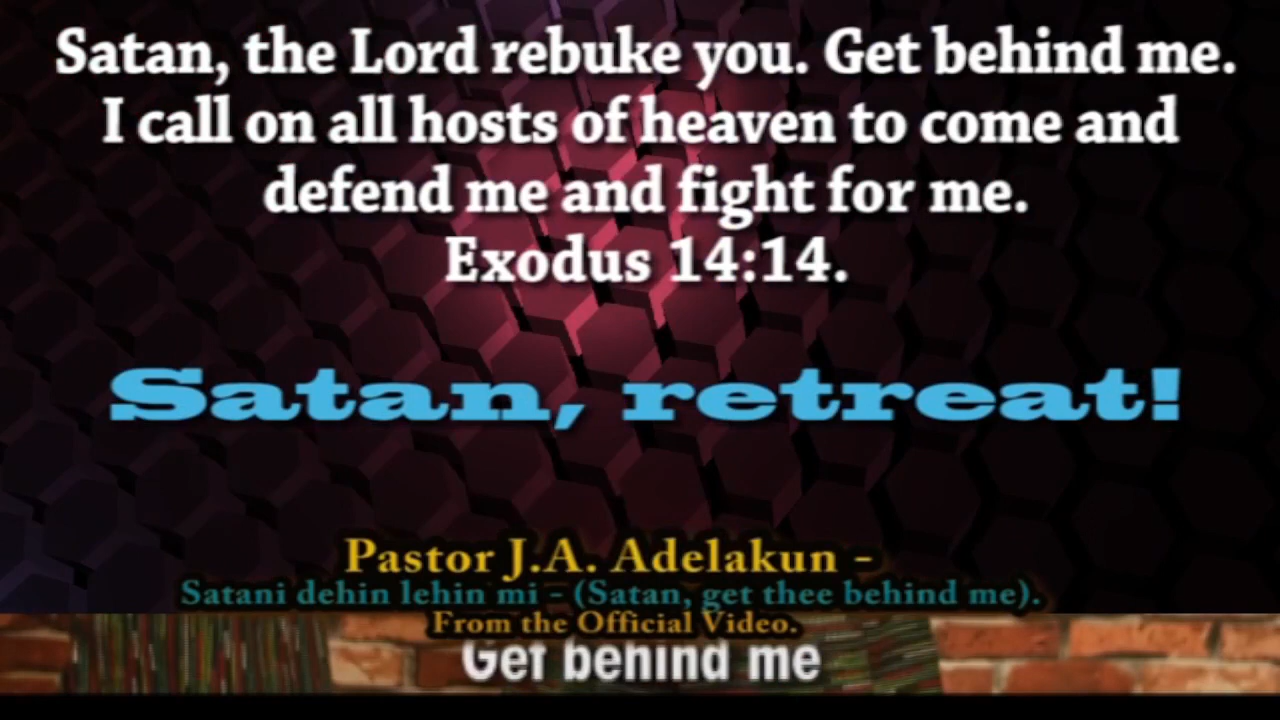 Satan, the Lord rebuke you. Get behind me.
I call on all hosts of heaven to come and
defend me and fight for me.
Exodus 14:14.
Satan, retreat!
Pastor J.A. Adelakun -
Satani dehin lehin mi - (Satan, get thee behind me).
From the Official Video.
Get behind me